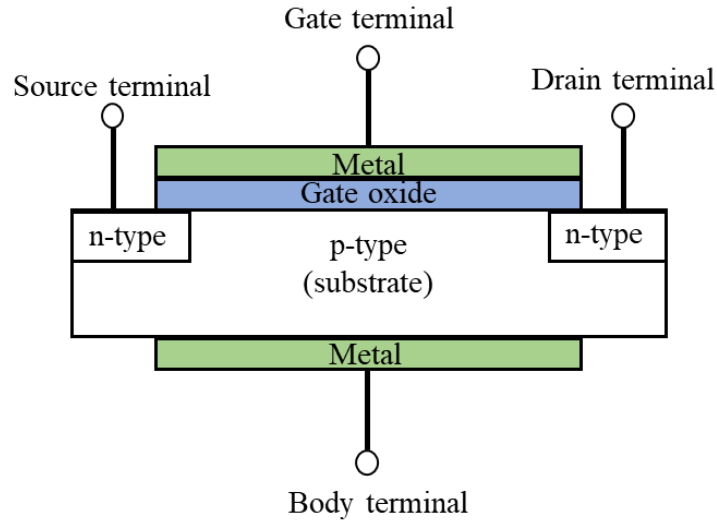 Gate terminal
Source terminal
Drain terminal
Metal
Gate oxide
n-type
p-type
(substrate)
n-type
Metal
Body terminal